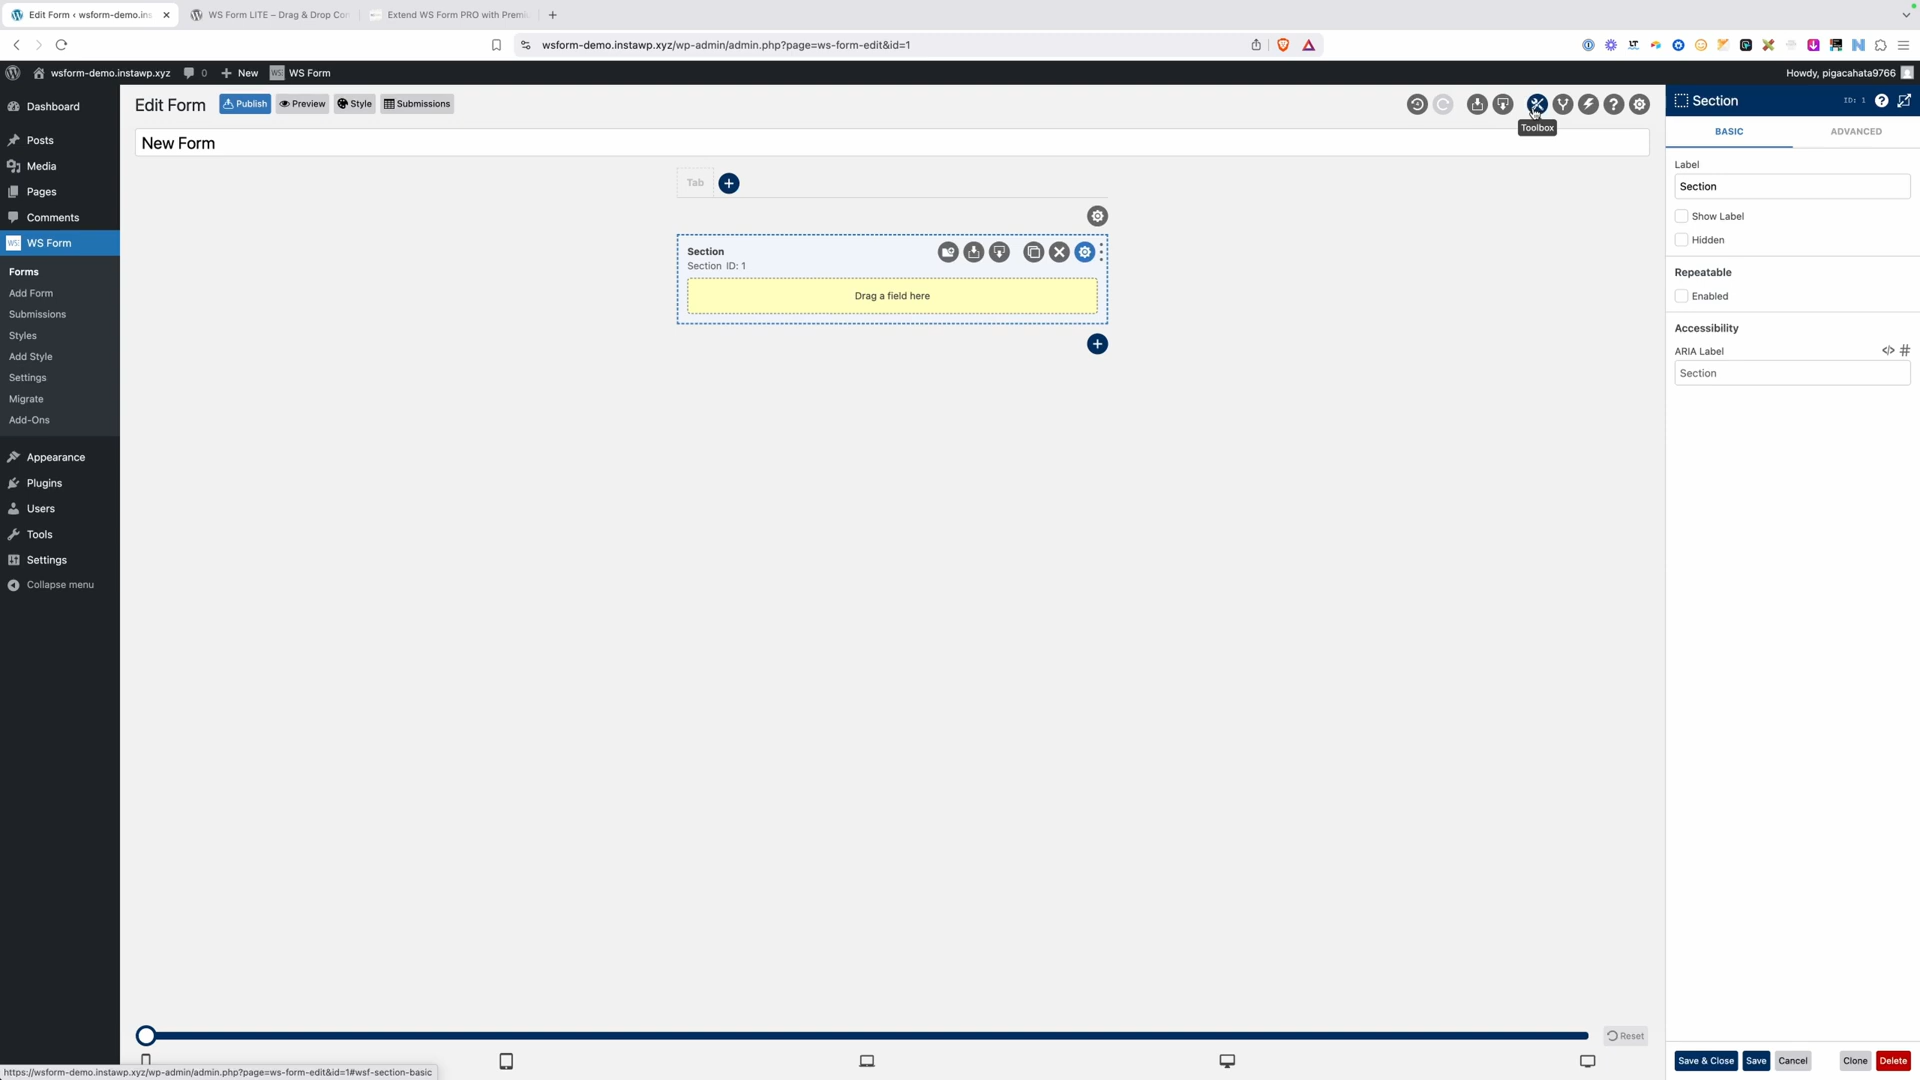 Edit Form ‹ wsform-demo.ins
WS Form LITE – Drag & Drop Con
Extend WS Form PRO with Premi
wsform-demo.instawp.xyz/wp-admin/admin.php?page=ws-form-edit&id=1
wsform-demo.instawp.xyz
0
New
WS Form
Howdy, pigacahata9766
Dashboard
Posts
Media
Pages
Comments
WS Form
Forms
Add Form
Submissions
Styles
Add Style
Settings
Migrate
Add-Ons
Appearance
Plugins
Users
Tools
Settings
Collapse menu
Edit Form
Publish
Preview
Style
Submissions
Toolbox
New Form
Tab
Section
Section ID: 1
Drag a field here
Section
ID: 1
BASIC
ADVANCED
Label
Section
Show Label
Hidden
Repeatable
Enabled
Accessibility
ARIA Label
Section
Reset
Save & Close
Save
Cancel
Clone
Delete
https://wsform-demo.instawp.xyz/wp-admin/admin.php?page=ws-form-edit&id=1#wsf-section-basic